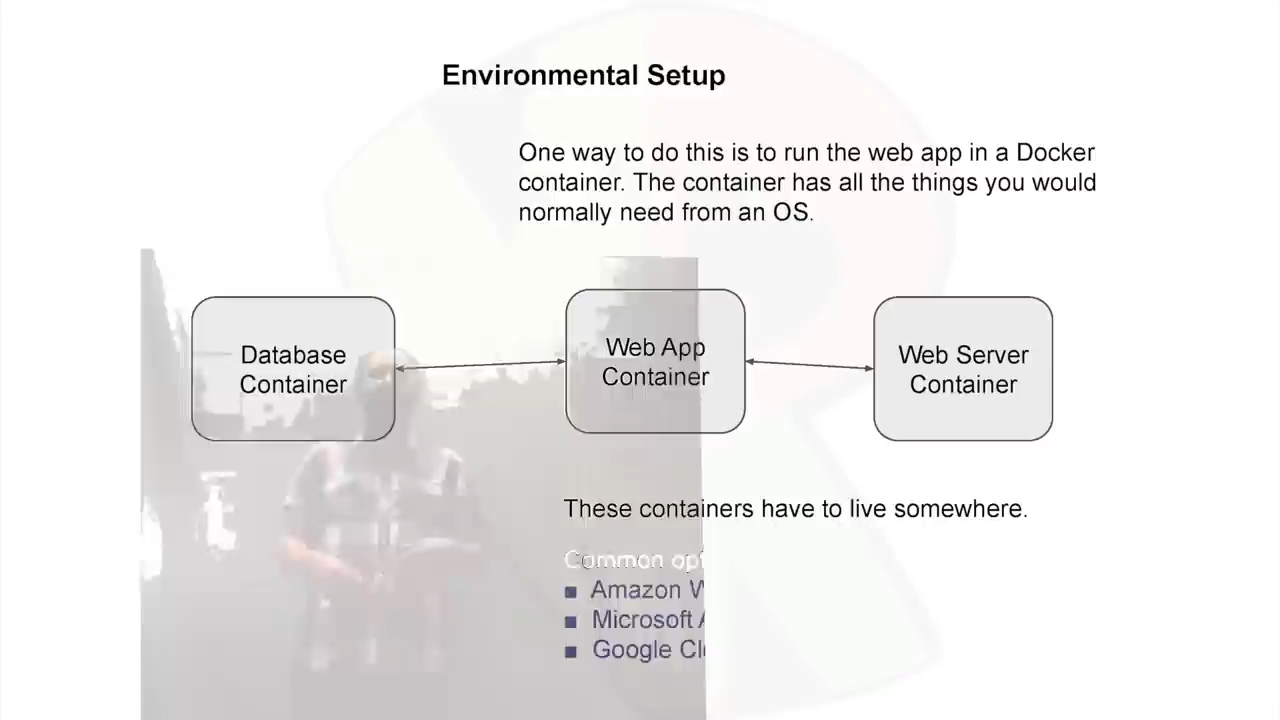 Environmental Setup
One way to do this is to run the web app in a Docker
container. The container has all the things you would
normally need from an OS.
Database
Container
Web App
Container
Web Server
Container
These containers have to live somewhere.
Common
■ Amazon
■ Microsoft
■ Google